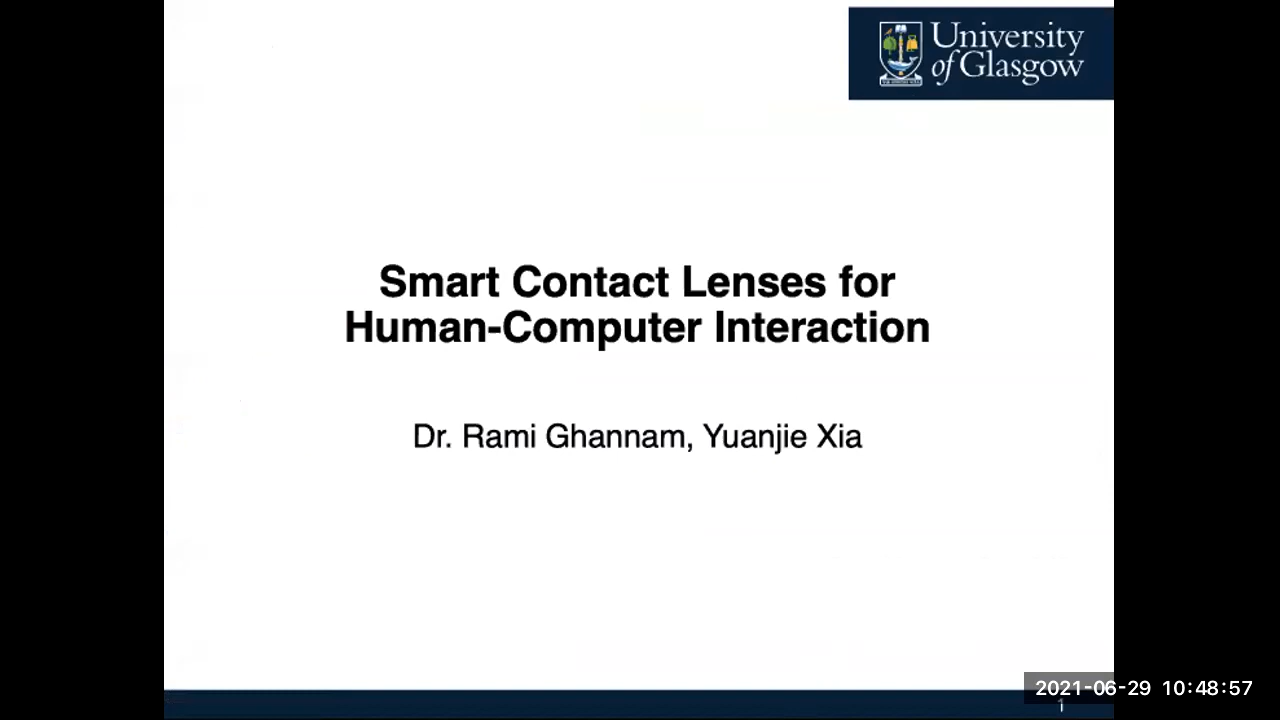 University
of Glasgow
Smart Contact Lenses for
Human-Computer Interaction
Dr. Rami Ghannam, Yuanjie Xia
2021-06-29 10:48:57
1